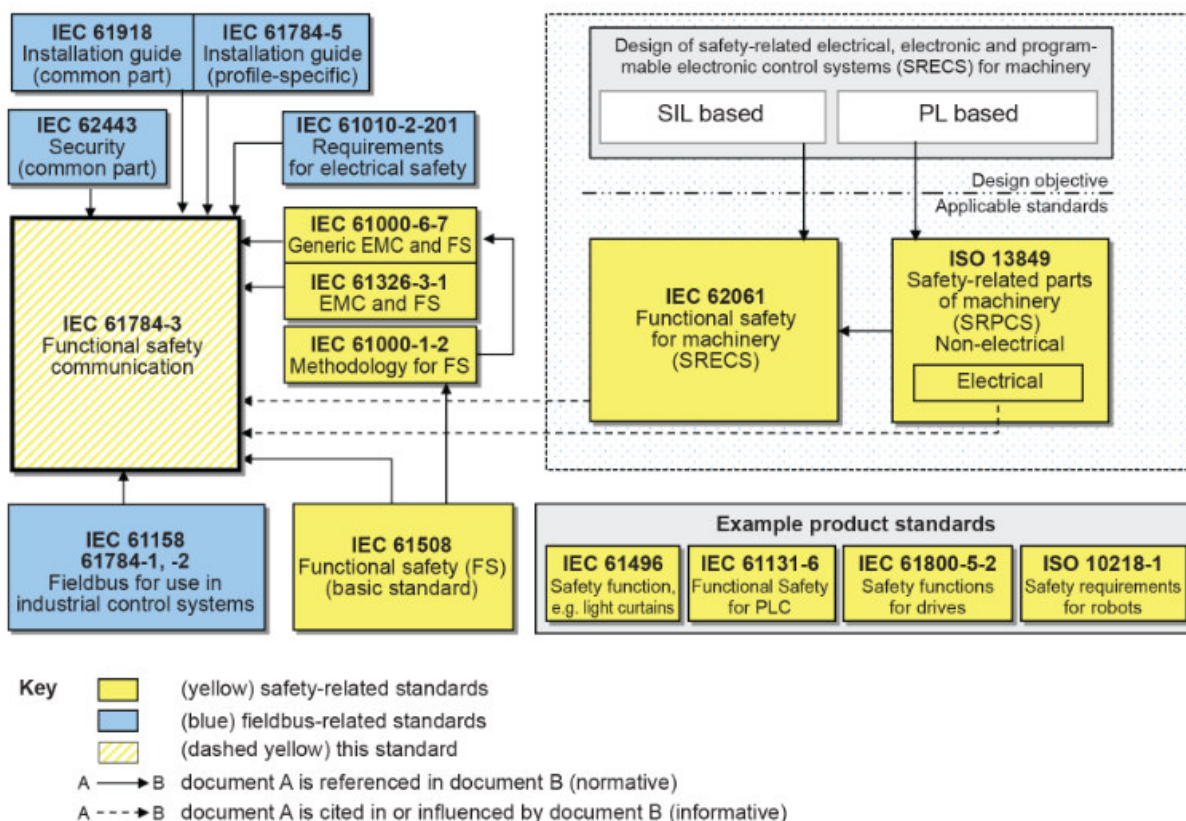 IEC 61918
Installation guide
(common part)
IEC 61784-5
Installation guide
(profile-specific)
IEC 62443
Security
(common part)
IEC 61010-2-201
Requirements
for electrical safety
IEC 61000-6-7
Generic EMC and FS
IEC 61326-3-1
EMC and FS
IEC 61000-1-2
Methodology for FS
IEC 61784-3
Functional safety
communication
IEC 61158
61784-1, -2
Fieldbus for use in
industrial control systems
IEC 61508
Functional safety (FS)
(basic standard)
Design of safety-related electrical, electronic and program-
mable electronic control systems (SRECS) for machinery
SIL based
PL based
Design objective
Applicable standards
IEC 62061
Functional safety
for machinery
(SRECS)
ISO 13849
Safety-related parts
of machinery
(SRPCS)
Non-electrical
Electrical
Example product standards
IEC 61496
Safety function,
e.g. light curtains
IEC 61131-6
Functional Safety
for PLC
IEC 61800-5-2
Safety functions
for drives
ISO 10218-1
Safety requirements
for robots
Key
(yellow) safety-related standards
(blue) fieldbus-related standards
(dashed yellow) this standard
A B document A is referenced in document B (normative)
A B document A is cited in or influenced by document B (informative)